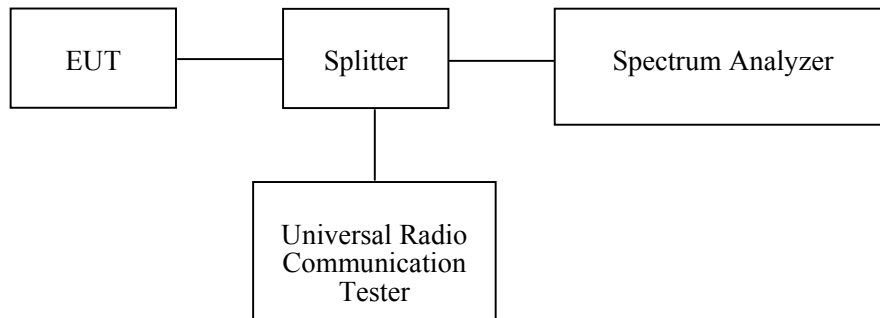 EUT
Splitter
Spectrum Analyzer
Universal Radio
Communication
Tester